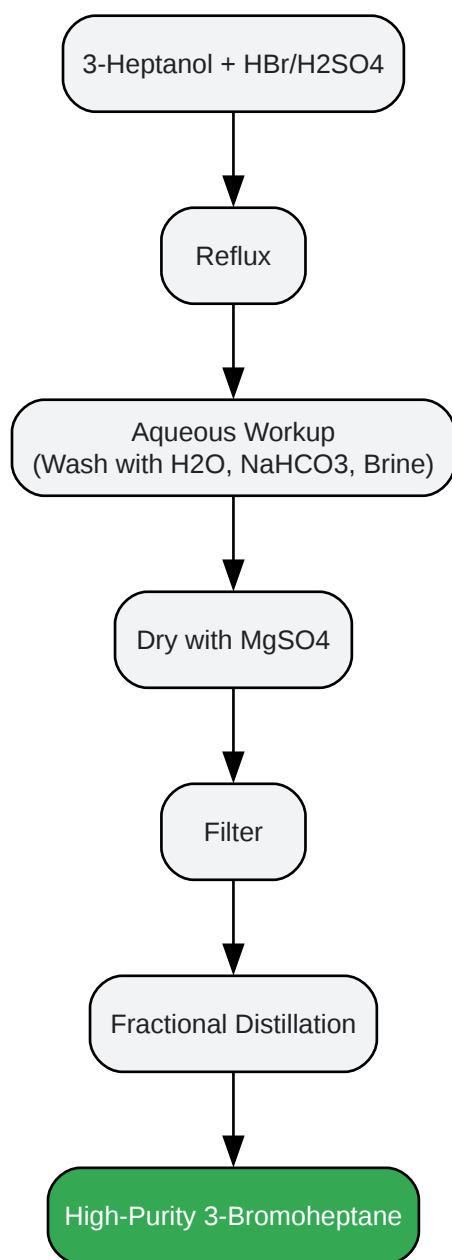 3-Heptanol + HBr/H2SO4
Reflux
Aqueous Workup
(Wash with H2O, NaHCO3, Brine)
Dry with MgSO4
Filter
Fractional Distillation
High-Purity 3-Bromoheptane